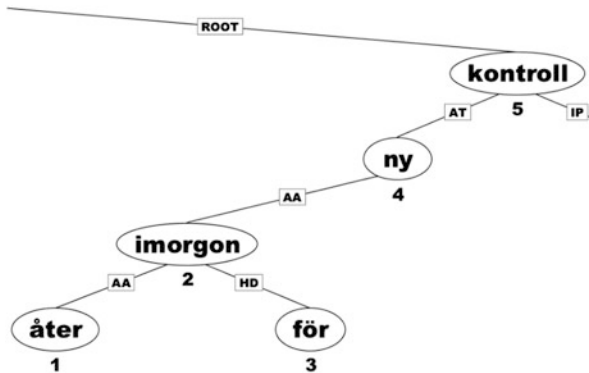 ROOT
kontroll
5
AT
IP
ny
4
AA
imorgon
2
AA
HD
åter
1
för
3